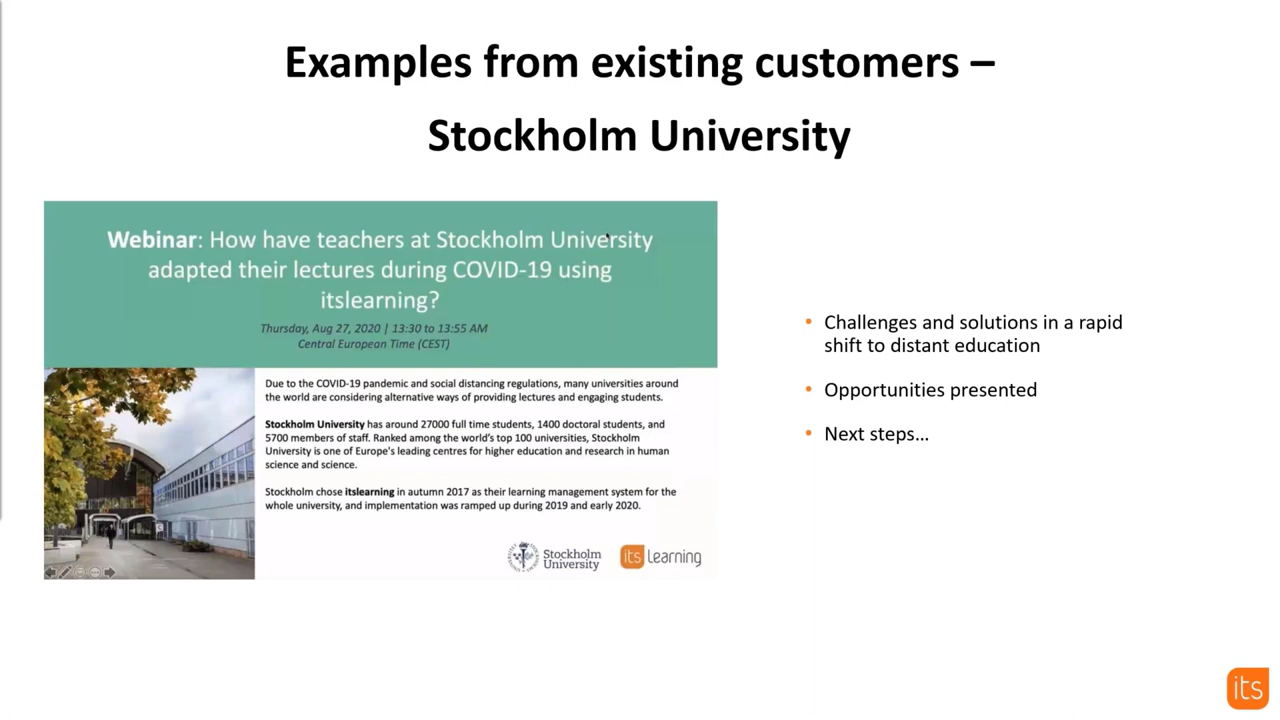 Examples from existing customers –
Stockholm University
Webinar: How have teachers at Stockholm University
adapted their lectures during COVID-19 using
itslearning?
Thursday, Aug 27, 2020 | 13:30 to 13:55 AM
Central European Time (CEST)
Due to the COVID-19 pandemic and social distancing regulations, many universities around
the world are considering alternative ways of providing lectures and engaging students.
Stockholm University has around 27000 full time students, 1400 doctoral students, and
5700 members of staff. Ranked among the world's top 100 universities, Stockholm
University is one of Europe's leading centres for higher education and research in human
science and science.
Stockholm chose itslearning in autumn 2017 as their learning management system for the
whole university, and implementation was ramped up during 2019 and early 2020.
Stockholm
University
its Learning
• Challenges and solutions in a rapid
shift to distant education
• Opportunities presented
• Next steps...
its